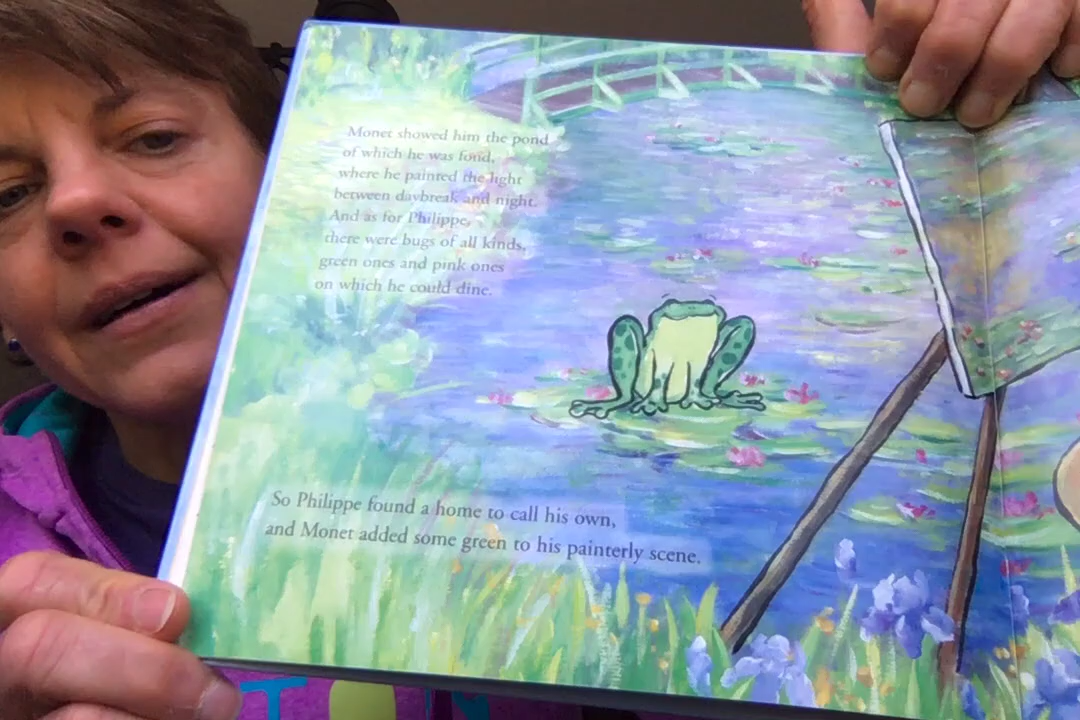 Monet showed him the pond
of which he was fond,
where he painted the light
between daybreak and night.
And as for Philippe,
there were bugs of all kinds,
green ones and pink ones
on which he could dine.
So Philippe found a home to call his own,
and Monet added some green to his painterly scene.